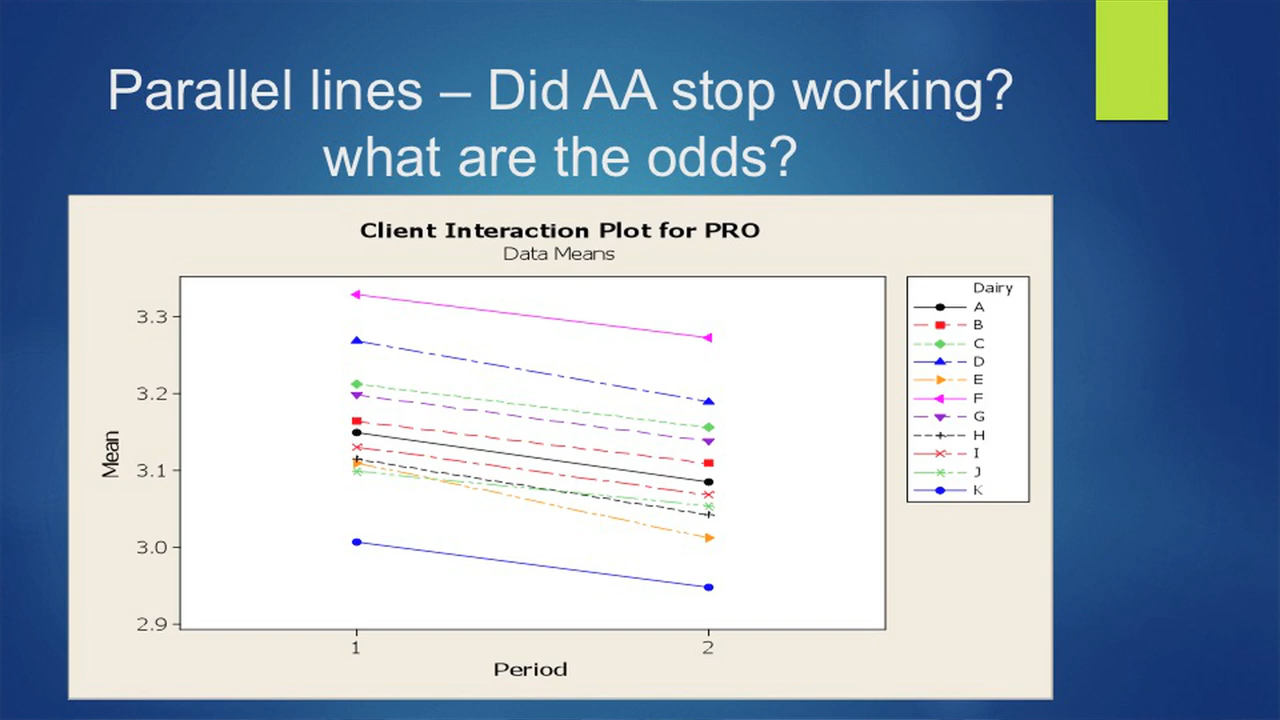 Parallel lines – Did AA stop working?
what are the odds?
Client Interaction Plot for PRO
Data Means
Mean
3.3
3.2
3.1
3.0
2.9
1
2
Period
Dairy
A
B
C
D
E
F
G
H
I
J
K